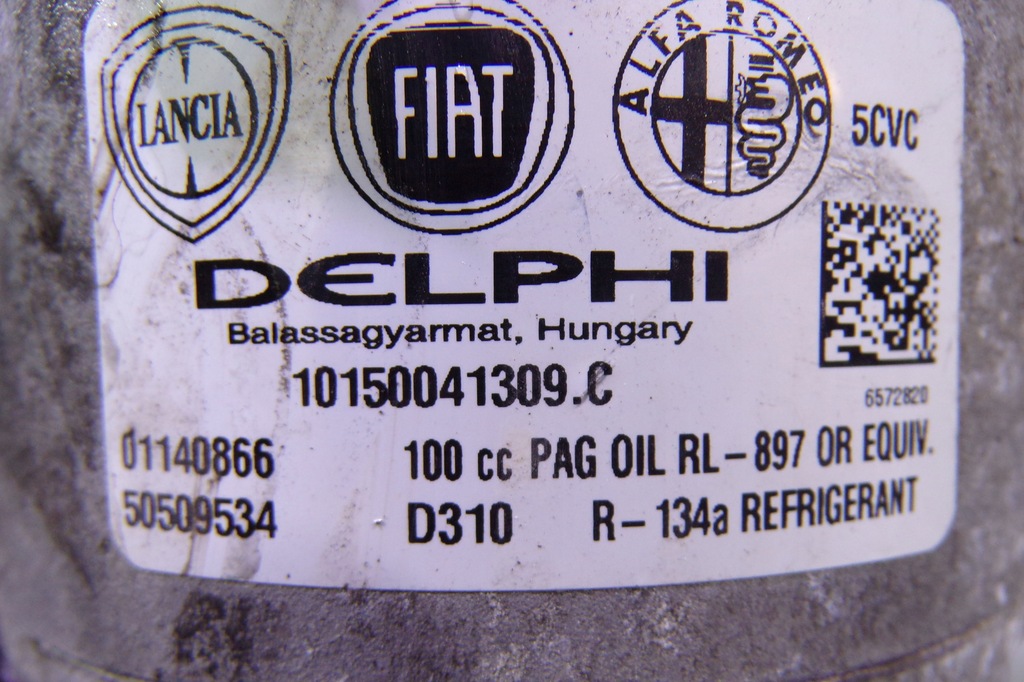 LANCIA
FIAT
ALFA ROMEO
5CVC
DELPHI
Balassagyarmat, Hungary
10150041309.C
6572820
01140866
100 cc PAG OIL RL-897 OR EQUIV.
50509534
D310
R-134a REFRIGERANT